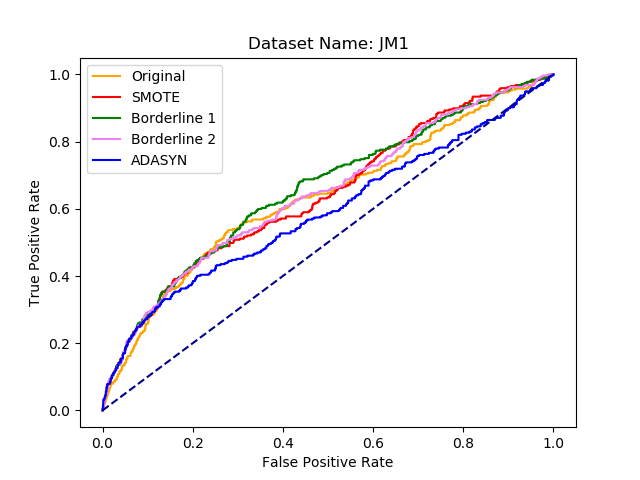 Dataset Name: JM1
Original
SMOTE
Borderline 1
Borderline 2
ADASYN
1.0
0.8
0.6
0.4
0.2
0.0
True Positive Rate
0.0 0.2 0.4 0.6 0.8 1.0
False Positive Rate